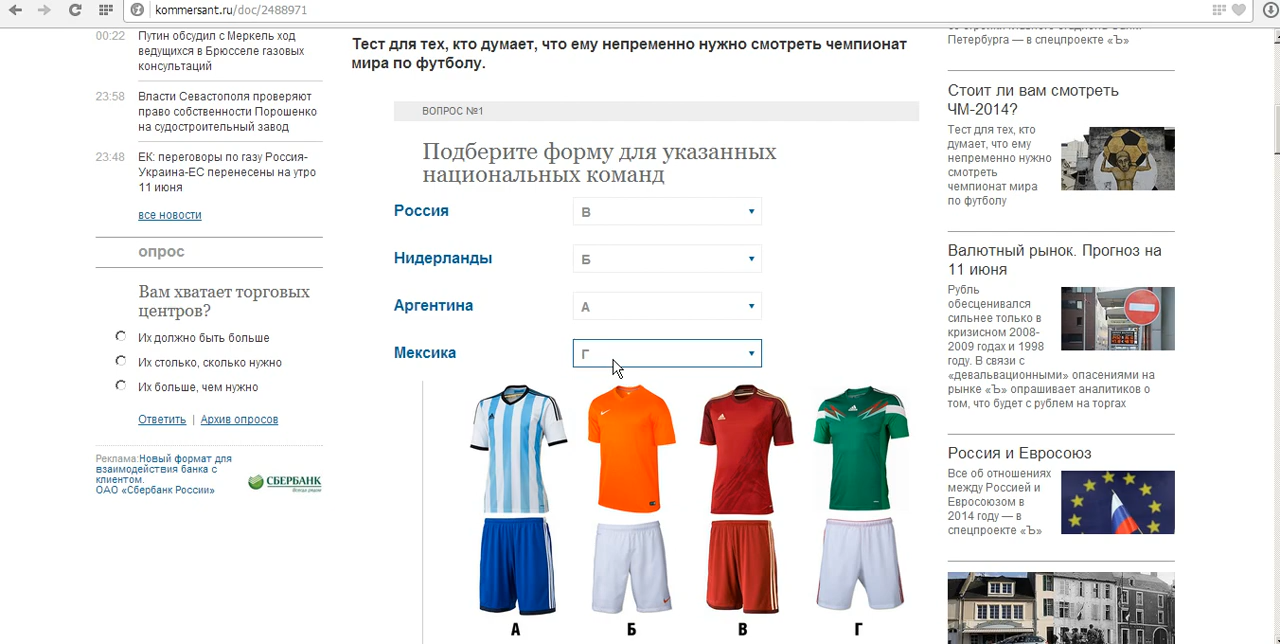 kommersant.ru/doc/2488971
00:22
Путин обсудил с Меркель ход
ведущихся в Брюсселе газовых
консультаций
23:58
Власти Севастополя проверяют
право собственности Порошенко
на судостроительный завод
23:48
ЕК: переговоры по газу Россия-
Украина-ЕС перенесены на утро
11 июня
все новости
опрос
Вам хватает торговых
центров?
Их должно быть больше
Их столько, сколько нужно
Их больше, чем нужно
Ответить | Архив опросов
Реклама:Новый формат для
взаимодействия банка с
клиентом.
ОАО «Сбербанк России»
СБЕРБАНК
Тест для тех, кто думает, что ему непременно нужно смотреть чемпионат
мира по футболу.
ВОПРОС №1
Подберите форму для указанных
национальных команд
Россия В
Нидерланды Б
Аргентина А
Мексика Г
А Б В Г
Петербурга — в спецпроекте «Ъ»
Стоит ли вам смотреть
ЧМ-2014?
Тест для тех, кто
думает, что ему
непременно нужно
смотреть
чемпионат мира
по футболу
Валютный рынок. Прогноз на
11 июня
Рубль
обесценивался
сильнее только в
кризисном 2008-
2009 годах и 1998
году. В связи с
«девальвационными» опасениями на
рынке «Ъ» опрашивает аналитиков о
том, что будет с рублем на торгах
Россия и Евросоюз
Все об отношениях
между Россией и
Евросоюзом в
2014 году — в
спецпроекте «Ъ»